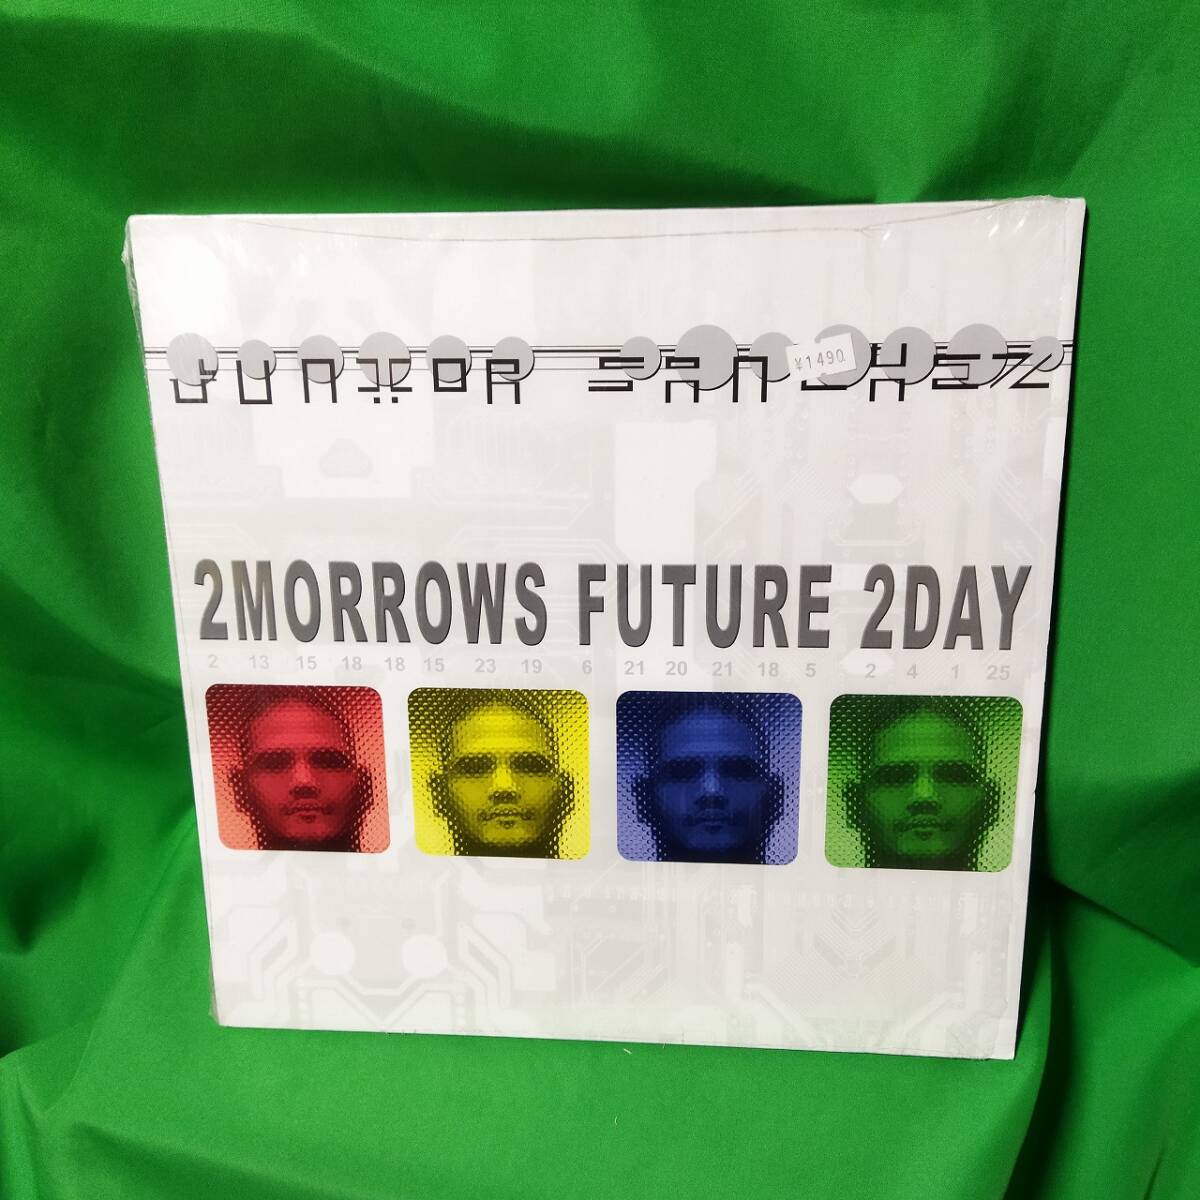 JUNIOR SANCHEZ
¥1490
2MORROWS FUTURE 2DAY
2 13 15 18 18 15 23 19 6 21 20 21 18 5 2 4 1 25